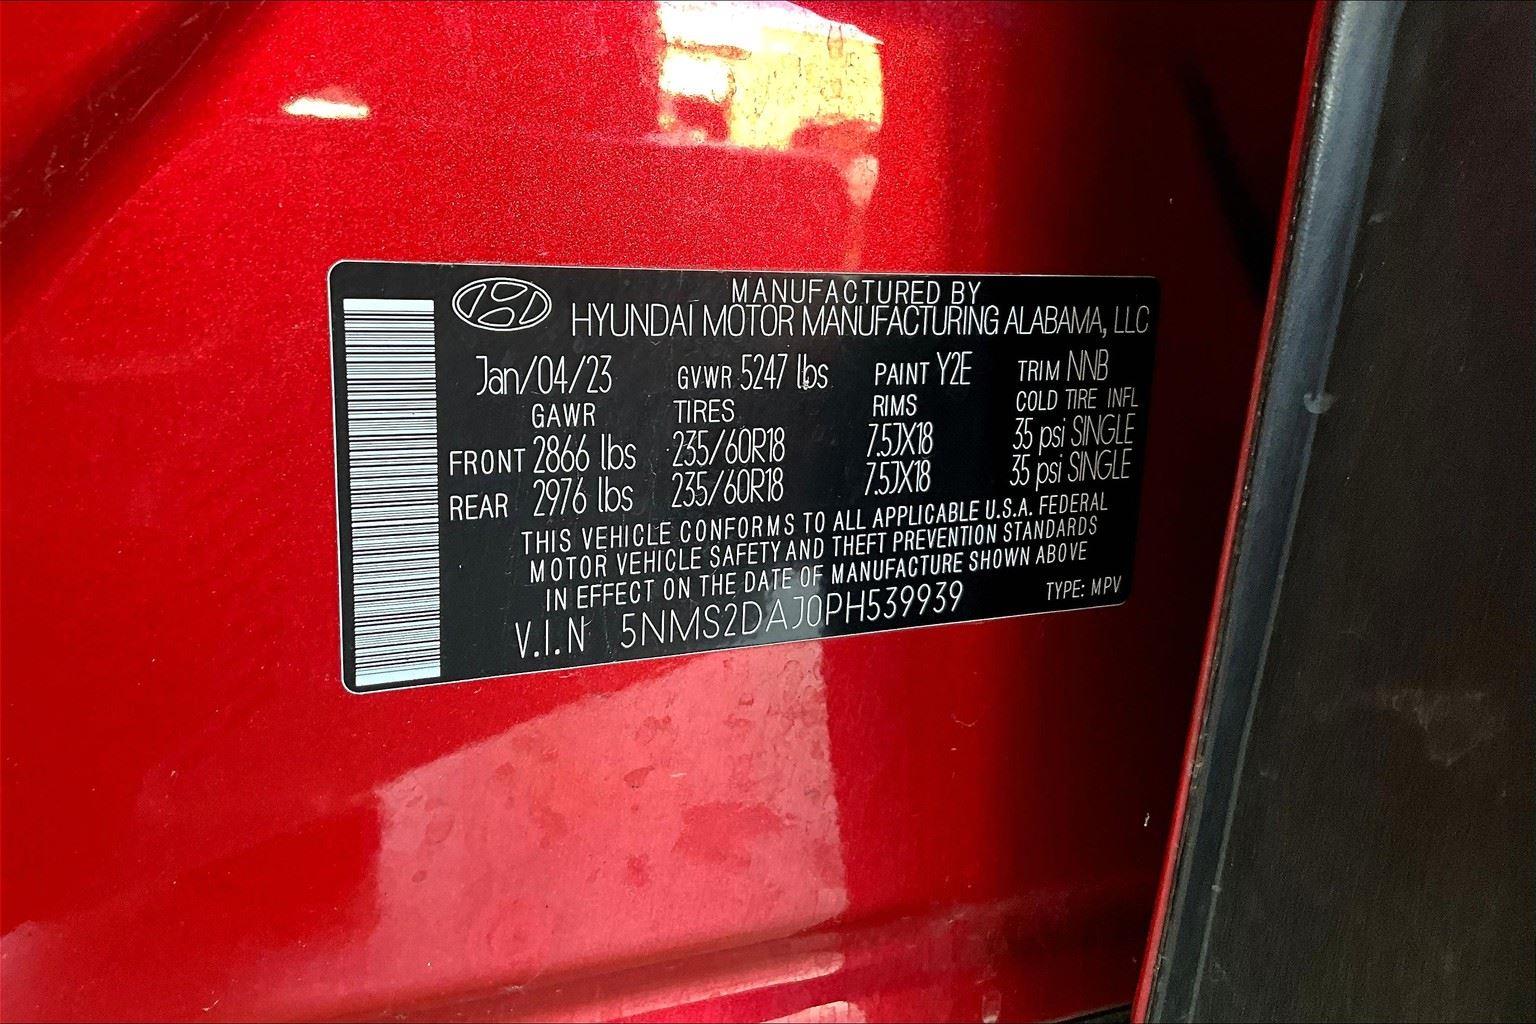 MANUFACTURED BY
HYUNDAI MOTOR MANUFACTURING ALABAMA, LLC
Jan/04/23 GVWR 5247 lbs PAINT Y2E TRIM NNB
GAWR TIRES RIMS COLD TIRE INFL
FRONT 2866 lbs 235/60R18 7.5JX18 35 psi SINGLE
REAR 2976 lbs 235/60R18 7.5JX18 35 psi SINGLE
THIS VEHICLE CONFORMS TO ALL APPLICABLE U.S.A. FEDERAL
MOTOR VEHICLE SAFETY AND THEFT PREVENTION STANDARDS
IN EFFECT ON THE DATE OF MANUFACTURE SHOWN ABOVE
V.I.N 5NMS2DAJ0PH539939 TYPE: MPV